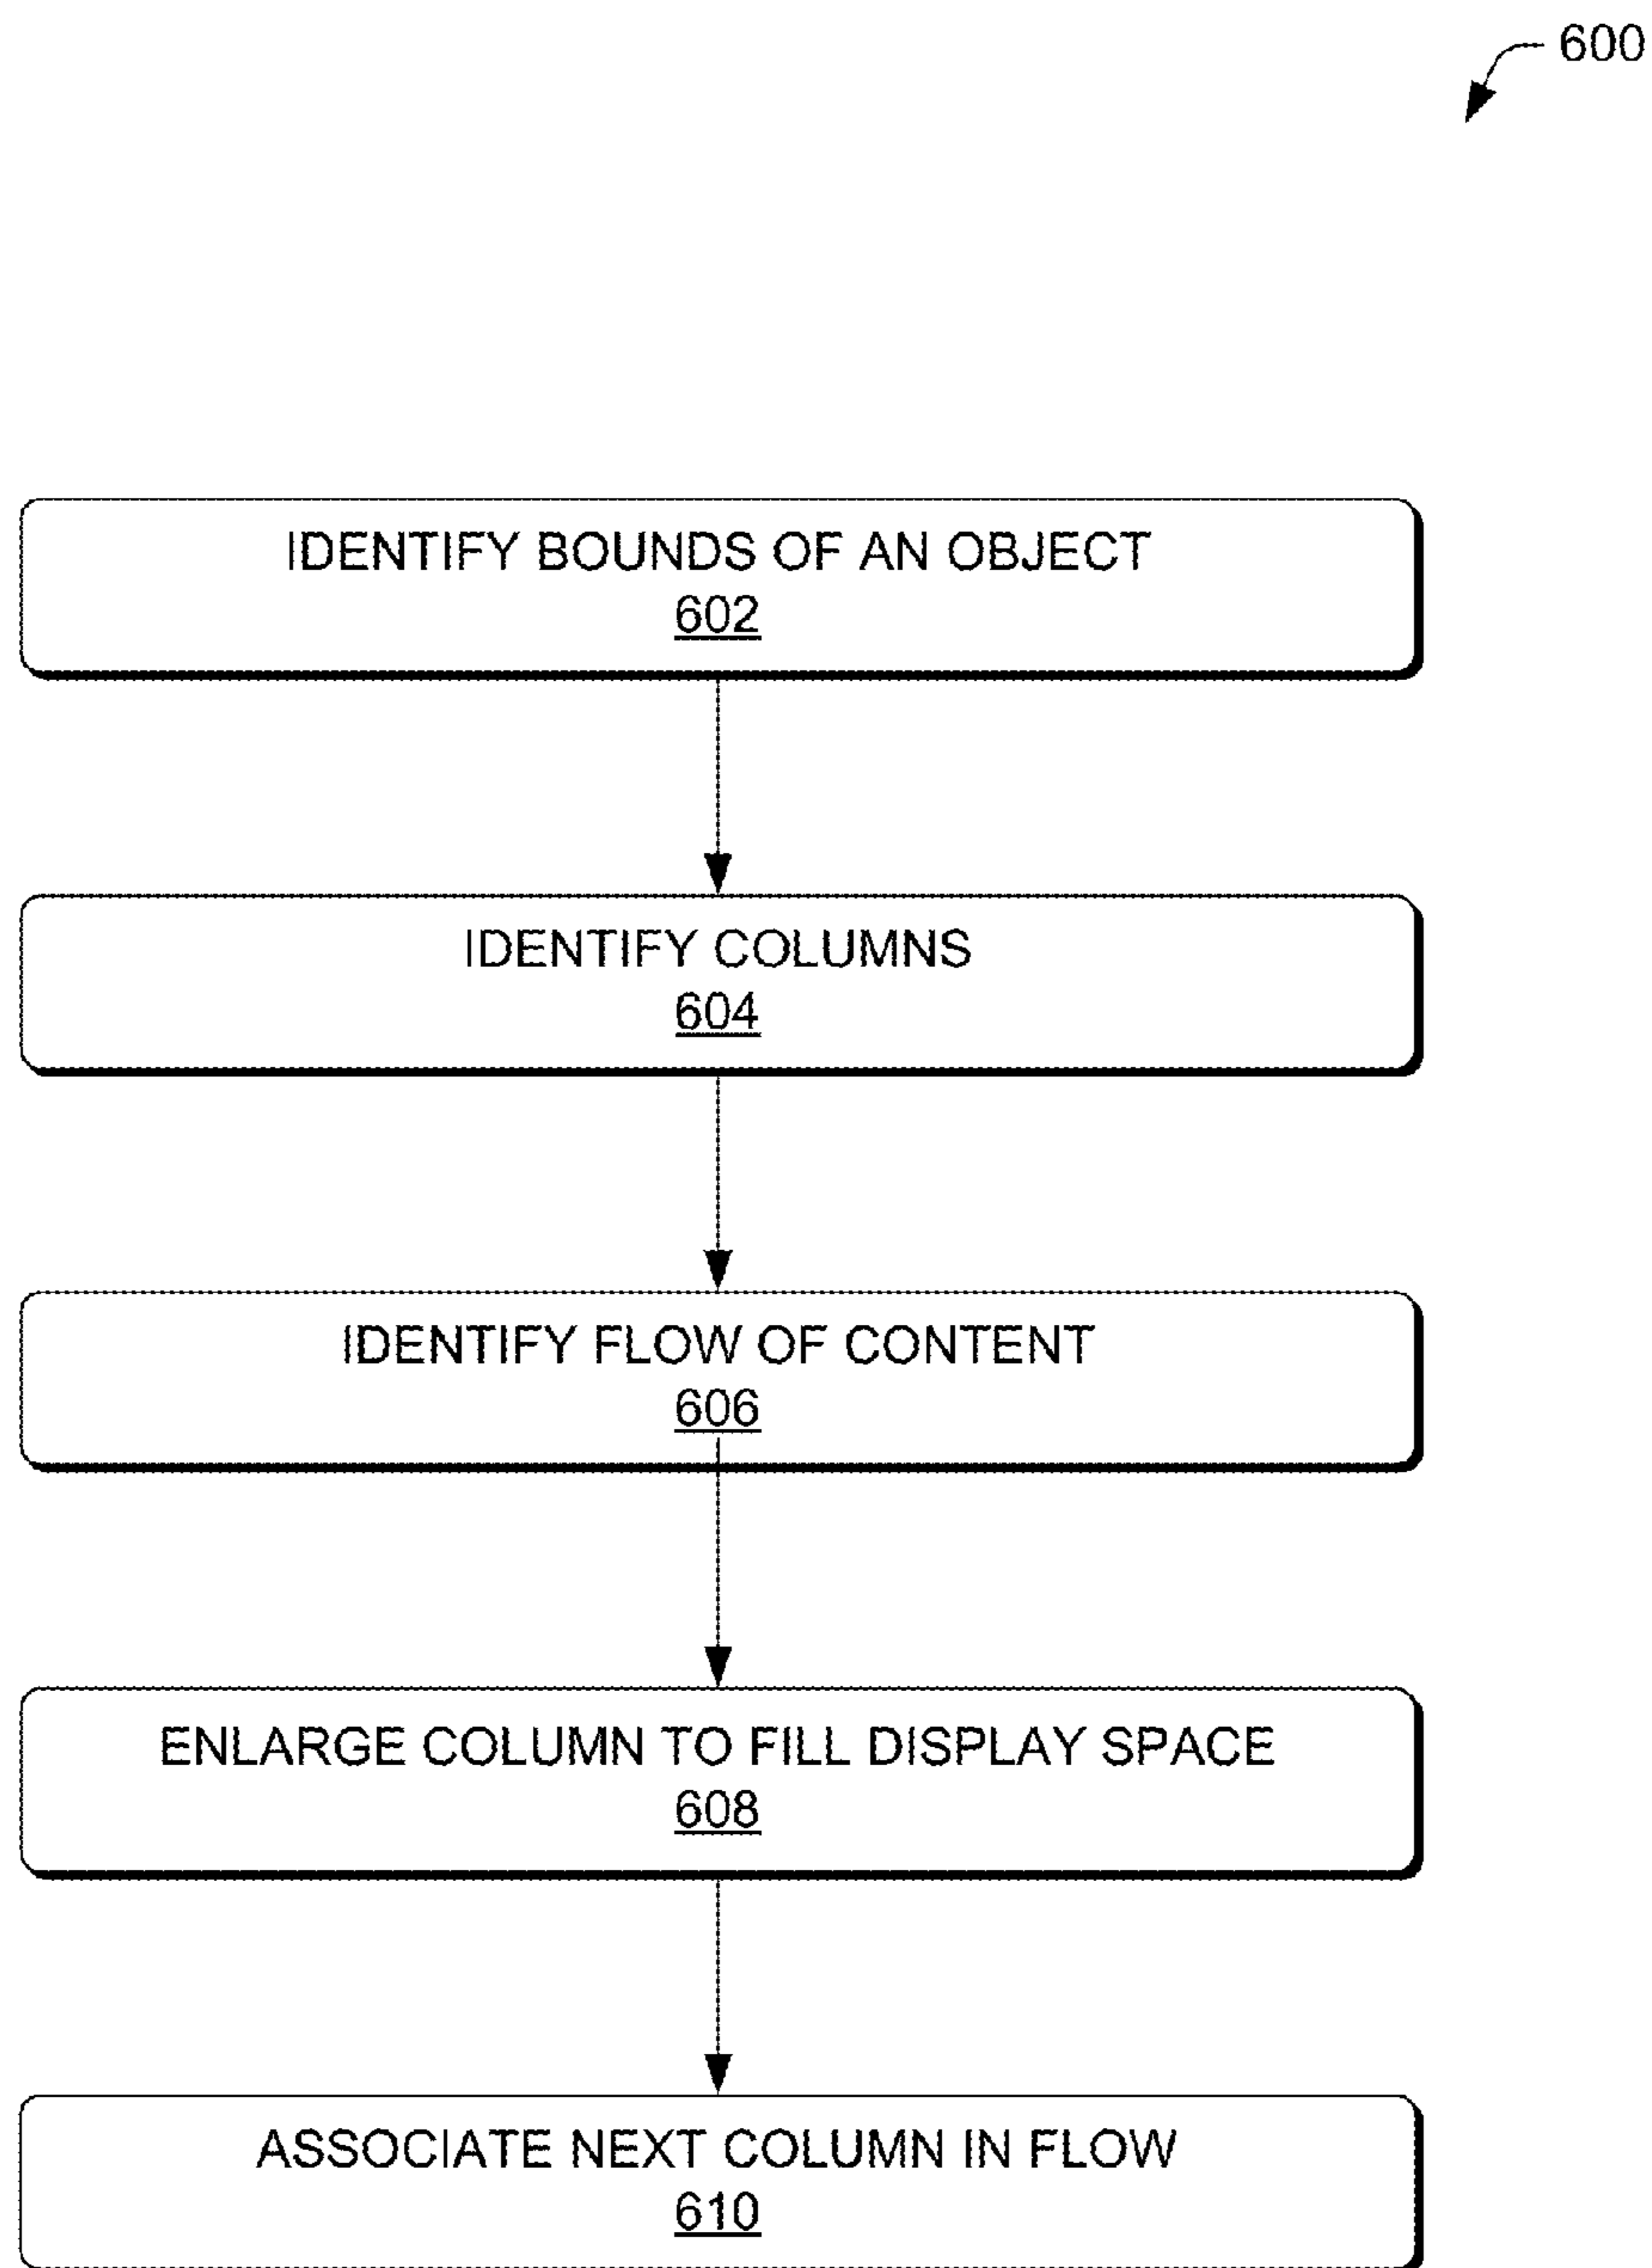 600
IDENTIFY BOUNDS OF AN OBJECT
602
IDENTIFY COLUMNS
604
IDENTIFY FLOW OF CONTENT
606
ENLARGE COLUMN TO FILL DISPLAY SPACE
608
ASSOCIATE NEXT COLUMN IN FLOW
610